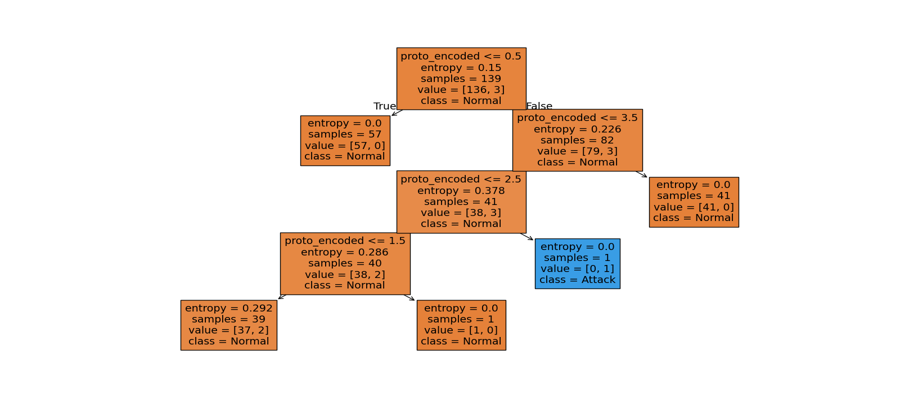 proto_encoded <= 0.5
entropy = 0.15
samples = 139
value = [136, 3]
class = Normal
True
False
entropy = 0.0
samples = 57
value = [57, 0]
class = Normal
proto_encoded <= 3.5
entropy = 0.226
samples = 82
value = [79, 3]
class = Normal
proto_encoded <= 2.5
entropy = 0.378
samples = 41
value = [38, 3]
class = Normal
entropy = 0.0
samples = 41
value = [41, 0]
class = Normal
proto_encoded <= 1.5
entropy = 0.286
samples = 40
value = [38, 2]
class = Normal
entropy = 0.0
samples = 1
value = [0, 1]
class = Attack
entropy = 0.292
samples = 39
value = [37, 2]
class = Normal
entropy = 0.0
samples = 1
value = [1, 0]
class = Normal